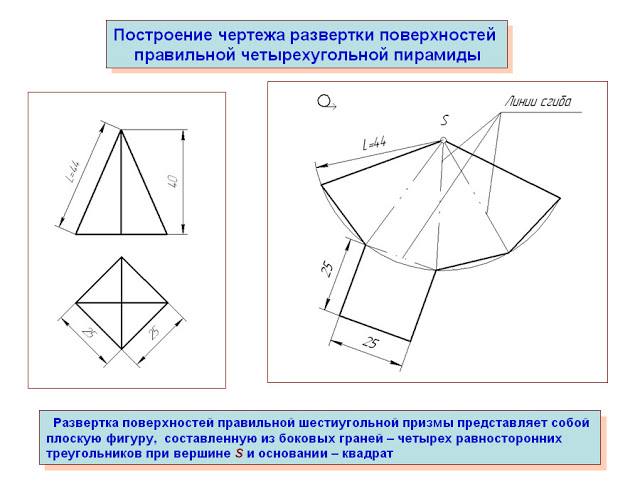 Построение чертежа развертки поверхностей
правильной четырехугольной пирамиды
L=44
40
25
25
Линии сгиба
S
L=44
25
25
Развертка поверхностей правильной шестиугольной призмы представляет собой
плоскую фигуру, составленную из боковых граней – четырех равносторонних
треугольников при вершине S и основании – квадрат